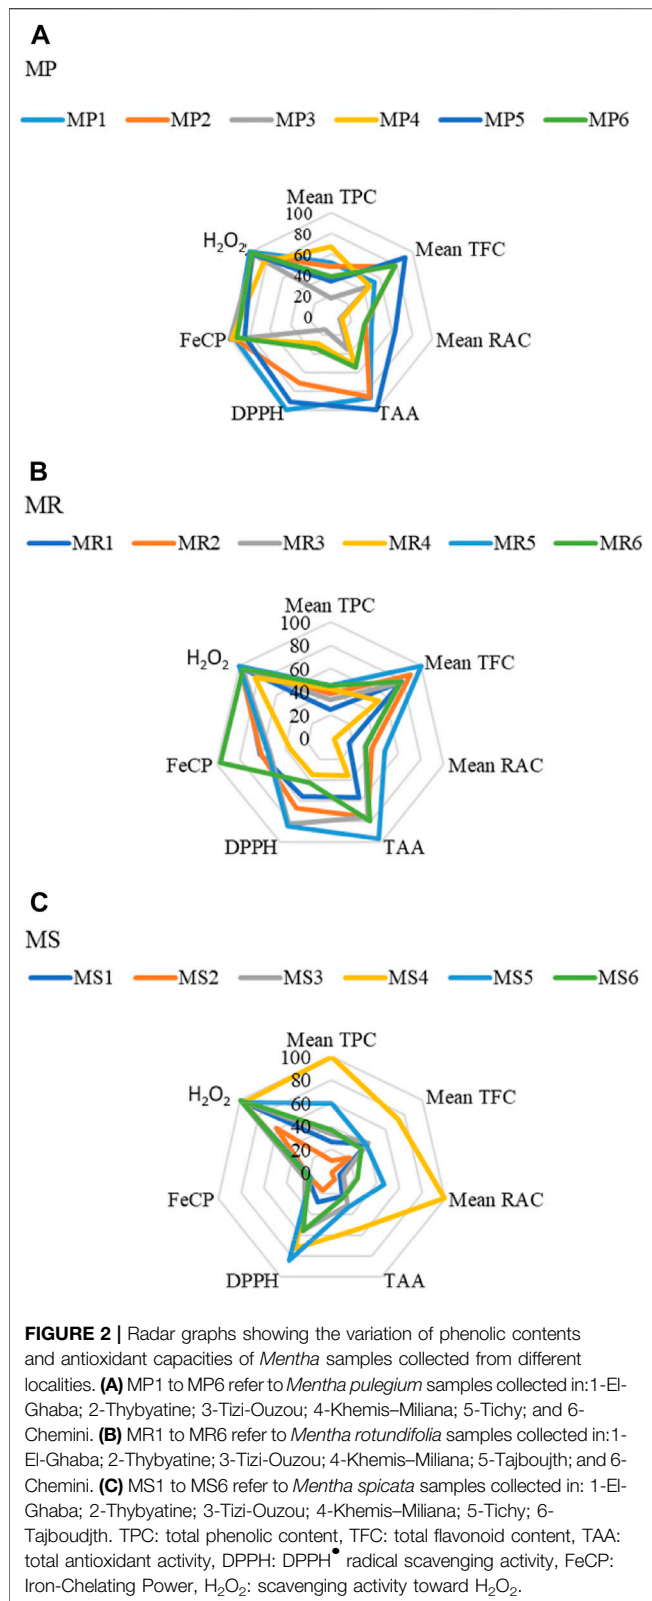 A
MP
MP1 MP2 MP3 MP4 MP5 MP6
Mean TPC
100
80
60
40
20
0
Mean TFC
Mean RAC
TAA
DPPH
FeCP
H₂O₂
B
MR
MR1 MR2 MR3 MR4 MR5 MR6
Mean TPC
100
80
60
40
20
0
Mean TFC
Mean RAC
TAA
DPPH
FeCP
H₂O₂
C
MS
MS1 MS2 MS3 MS4 MS5 MS6
Mean TPC
100
80
60
40
20
0
Mean TFC
Mean RAC
TAA
DPPH
FeCP
H₂O₂
FIGURE 2 | Radar graphs showing the variation of phenolic contents
and antioxidant capacities of Mentha samples collected from different
localities. (A) MP1 to MP6 refer to Mentha pulegium samples collected in:1-El-
Ghaba; 2-Thybyatine; 3-Tizi-Ouzou; 4-Khemis–Miliana; 5-Tichy; and 6-
Chemini. (B) MR1 to MR6 refer to Mentha rotundifolia samples collected in:1-
El-Ghaba; 2-Thybyatine; 3-Tizi-Ouzou; 4-Khemis–Miliana; 5-Tajboujth; and 6-
Chemini. (C) MS1 to MS6 refer to Mentha spicata samples collected in: 1-El-
Ghaba; 2-Thybyatine; 3-Tizi-Ouzou; 4-Khemis–Miliana; 5-Tichy; 6-
Tajboudjth. TPC: total phenolic content, TFC: total flavonoid content, TAA:
total antioxidant activity, DPPH: DPPH• radical scavenging activity, FeCP:
Iron-Chelating Power, H₂O₂: scavenging activity toward H₂O₂.